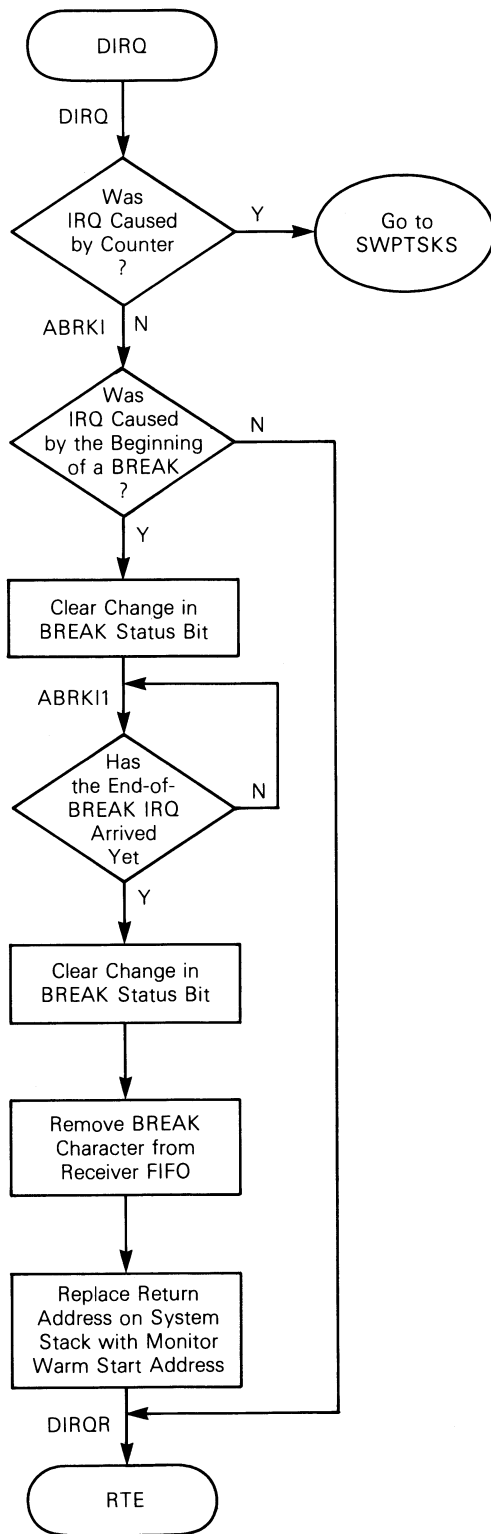 DIRQ
DIRQ
Was
IRQ Caused
by Counter
?
Y
Go to
SWPTSKS
ABRKI
N
Was
IRQ Caused
by the Beginning
of a BREAK
?
N
Y
Clear Change in
BREAK Status Bit
ABRKI1
Has
the End-of-
BREAK IRQ
Arrived
Yet
N
Y
Clear Change in
BREAK Status Bit
Remove BREAK
Character from
Receiver FIFO
Replace Return
Address on System
Stack with Monitor
Warm Start Address
DIRQR
RTE